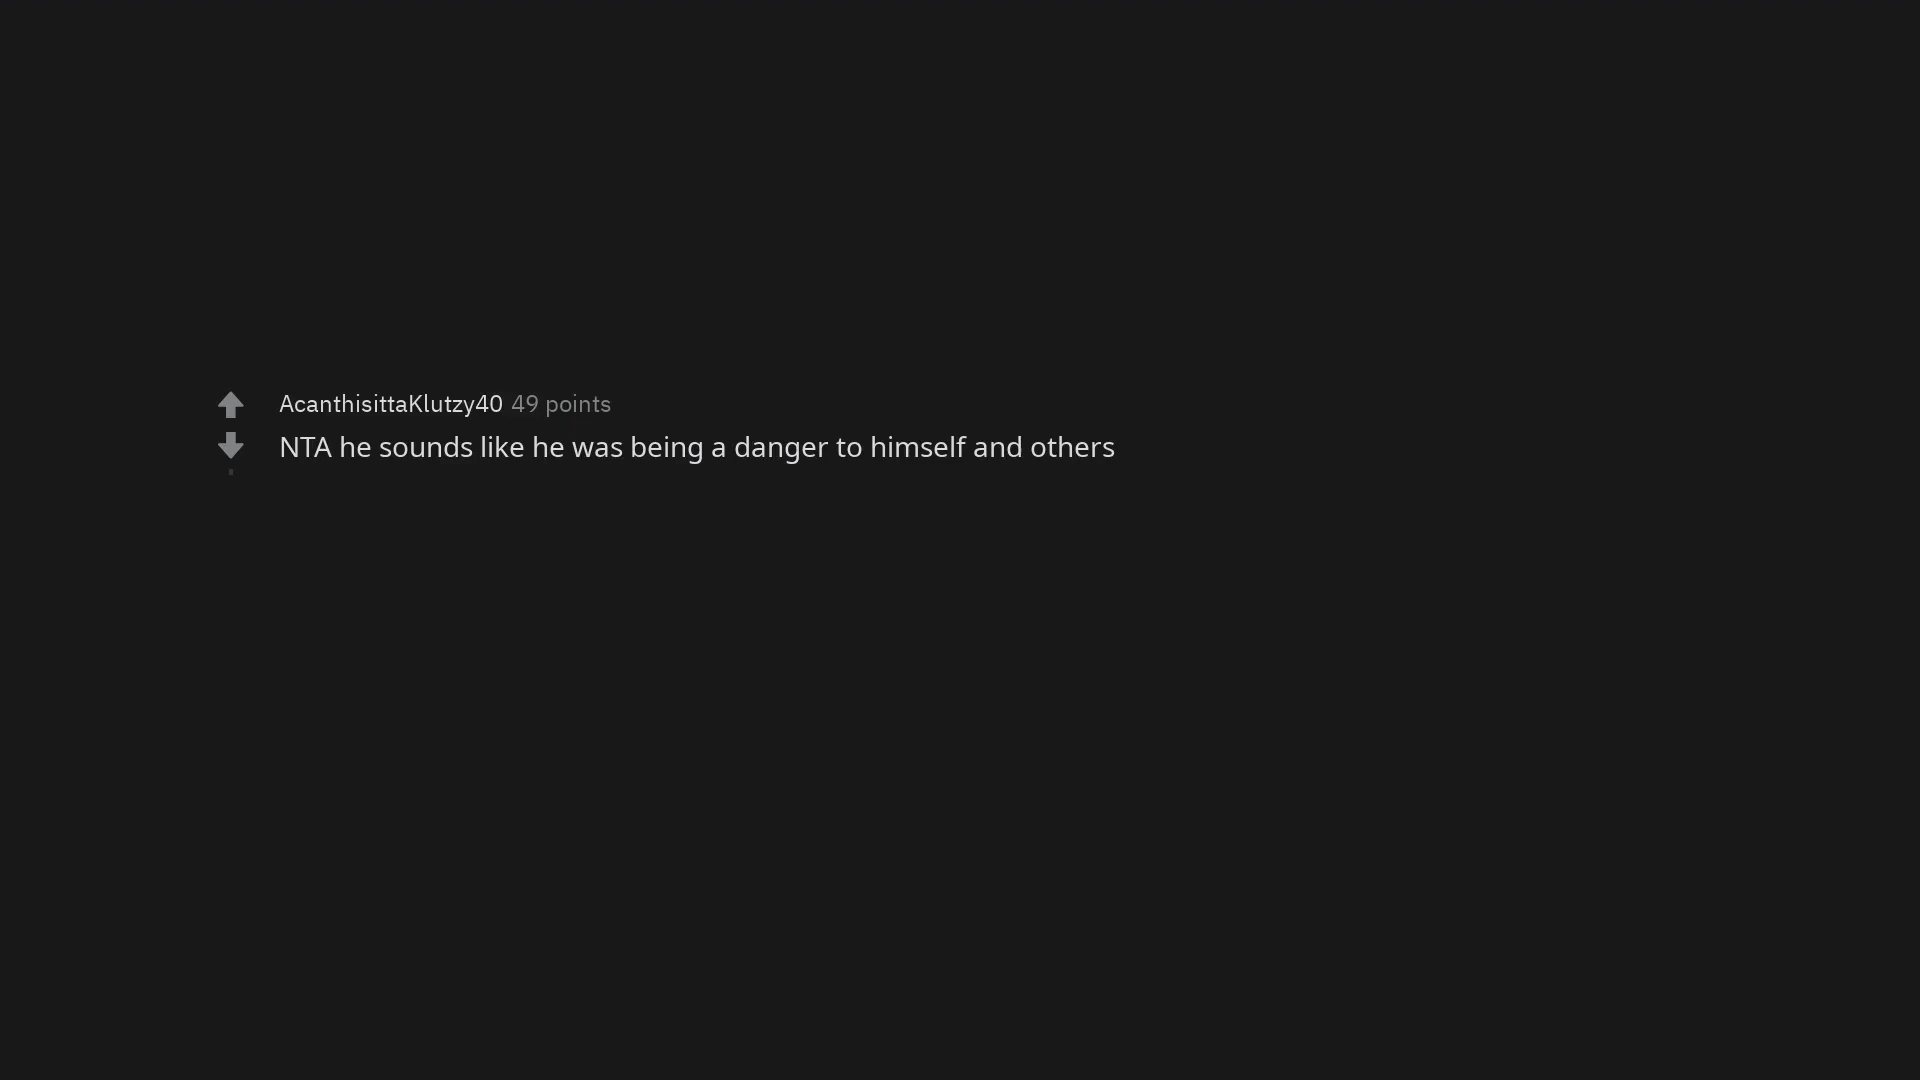 AcanthisittaKlutzy40 49 points
NTA he sounds like he was being a danger to himself and others